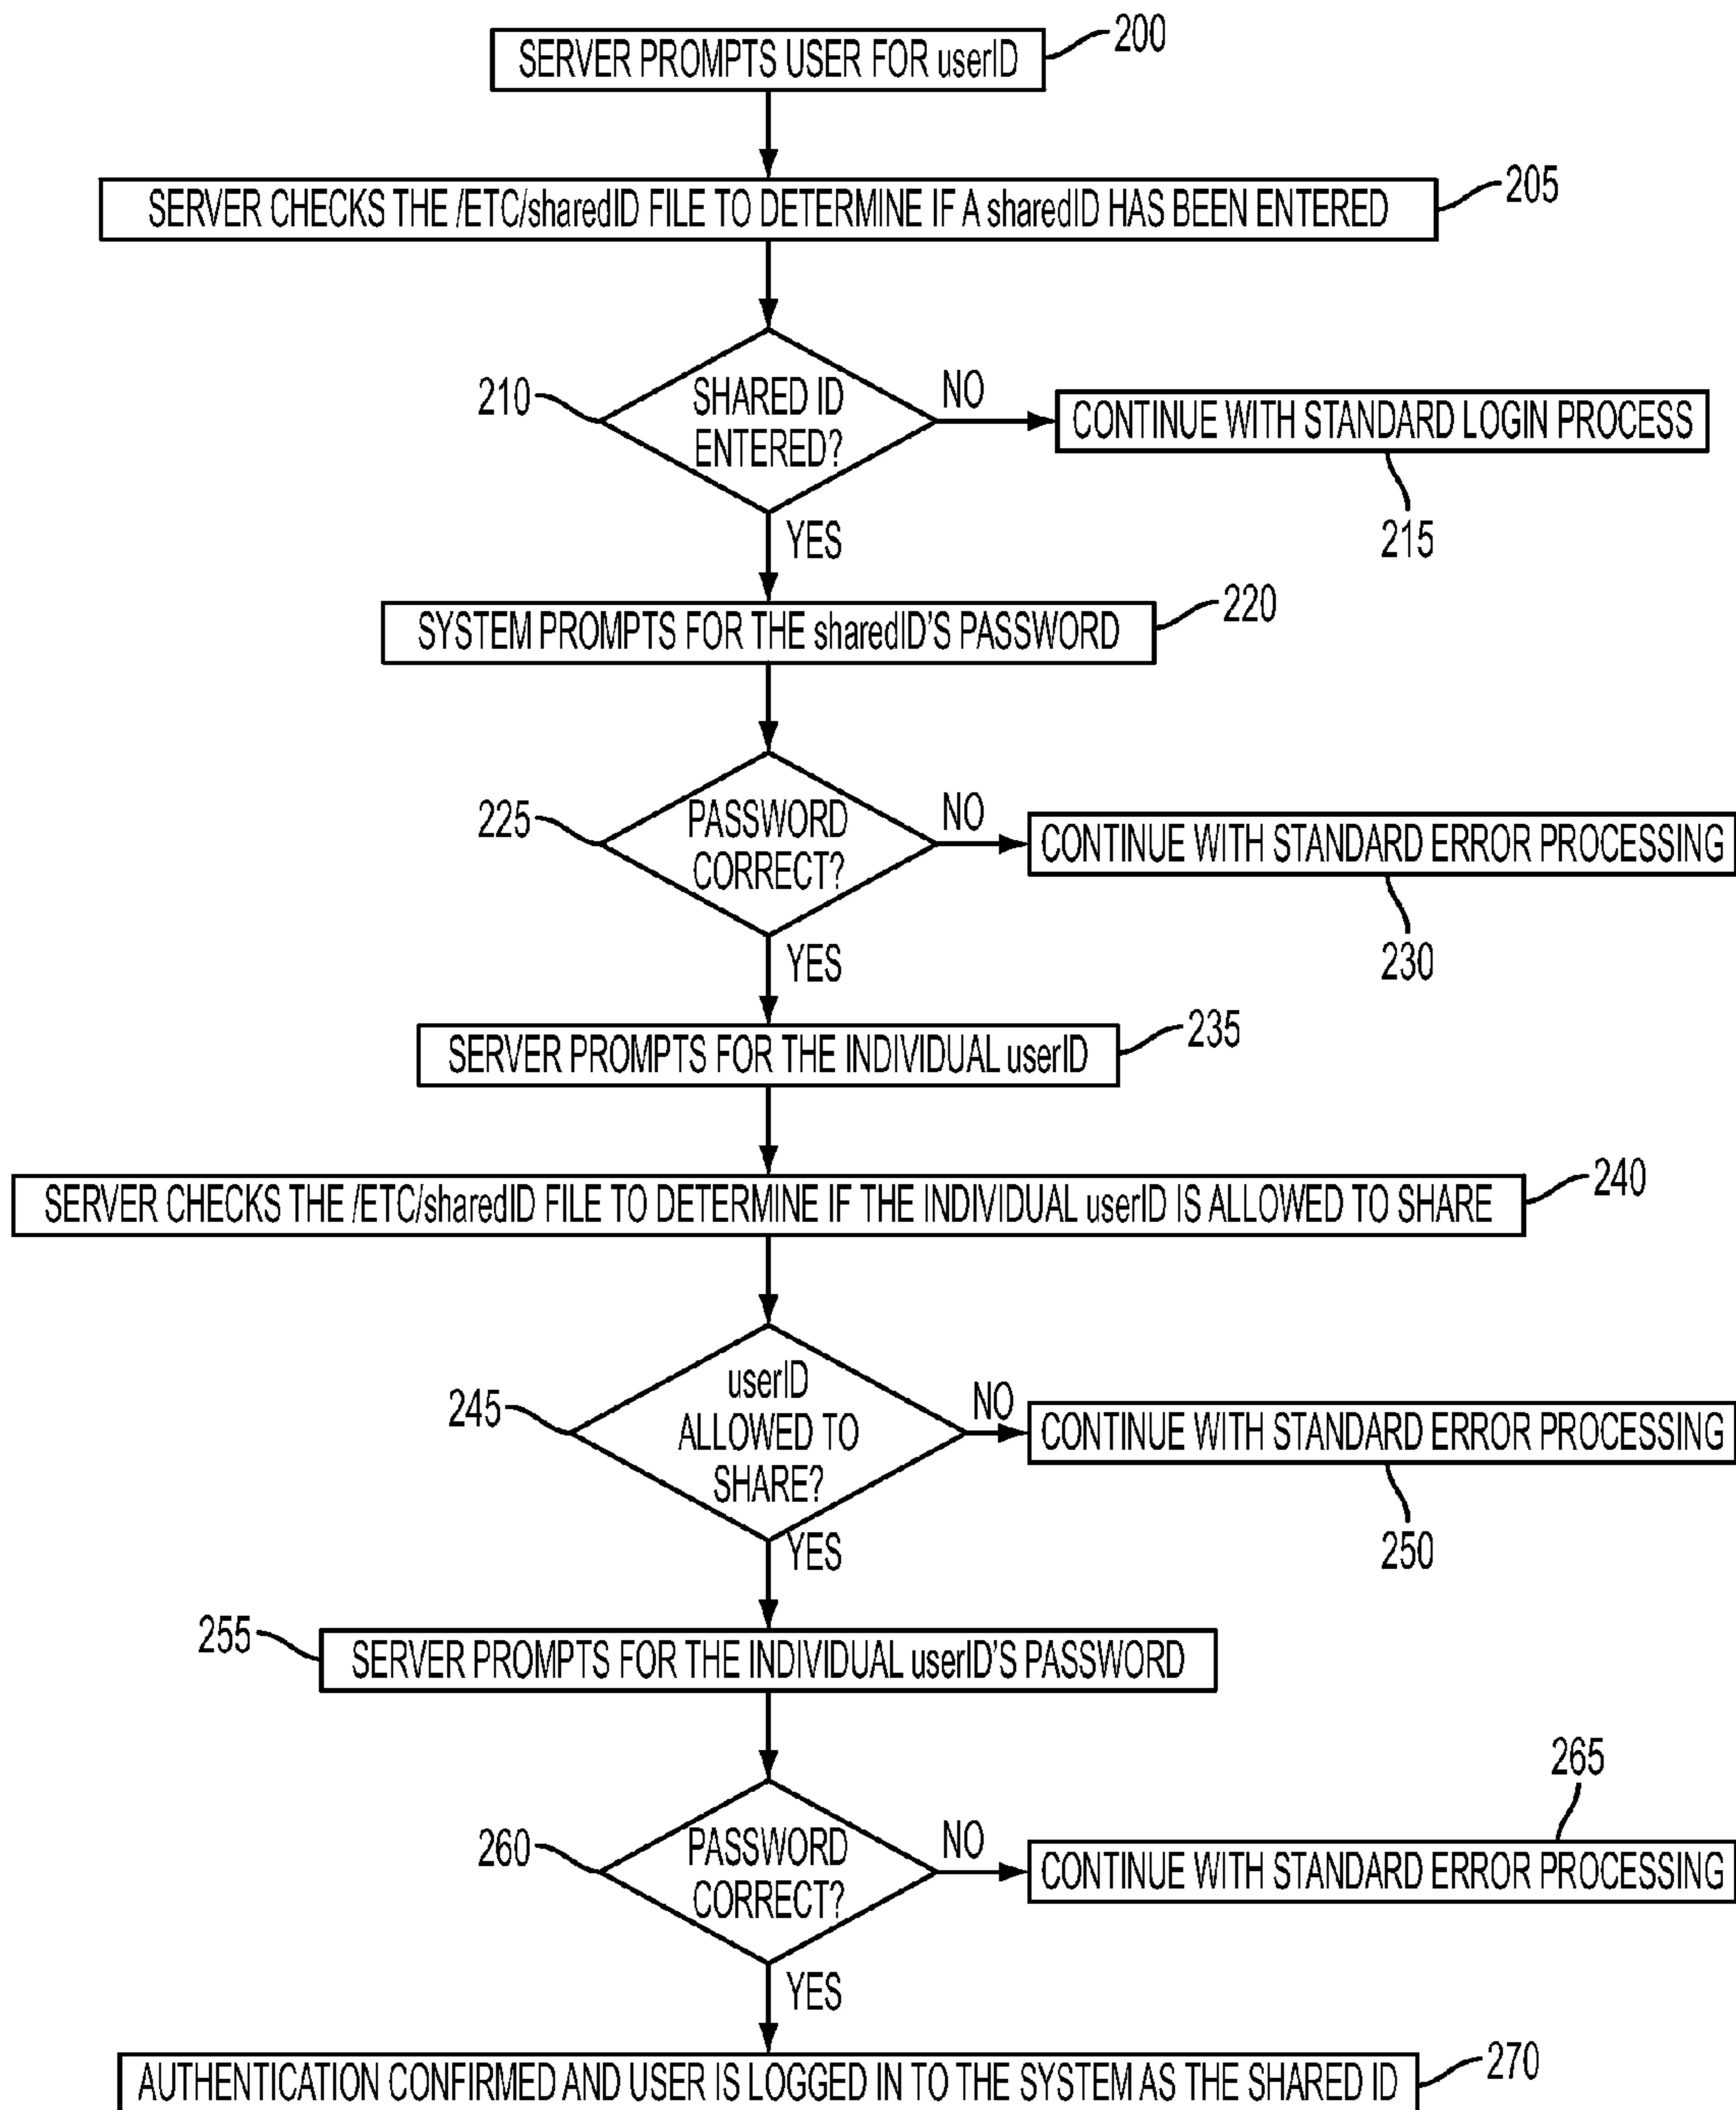 SERVER PROMPTS USER FOR userID
200
SERVER CHECKS THE /ETC/sharedID FILE TO DETERMINE IF A sharedID HAS BEEN ENTERED
205
210
SHARED ID
ENTERED?
NO
CONTINUE WITH STANDARD LOGIN PROCESS
215
YES
SYSTEM PROMPTS FOR THE sharedID'S PASSWORD
220
225
PASSWORD
CORRECT?
NO
CONTINUE WITH STANDARD ERROR PROCESSING
230
YES
SERVER PROMPTS FOR THE INDIVIDUAL userID
235
SERVER CHECKS THE /ETC/sharedID FILE TO DETERMINE IF THE INDIVIDUAL userID IS ALLOWED TO SHARE
240
245
userID
ALLOWED TO
SHARE?
NO
CONTINUE WITH STANDARD ERROR PROCESSING
250
YES
255
SERVER PROMPTS FOR THE INDIVIDUAL userID'S PASSWORD
260
PASSWORD
CORRECT?
NO
265
CONTINUE WITH STANDARD ERROR PROCESSING
YES
AUTHENTICATION CONFIRMED AND USER IS LOGGED IN TO THE SYSTEM AS THE SHARED ID
270